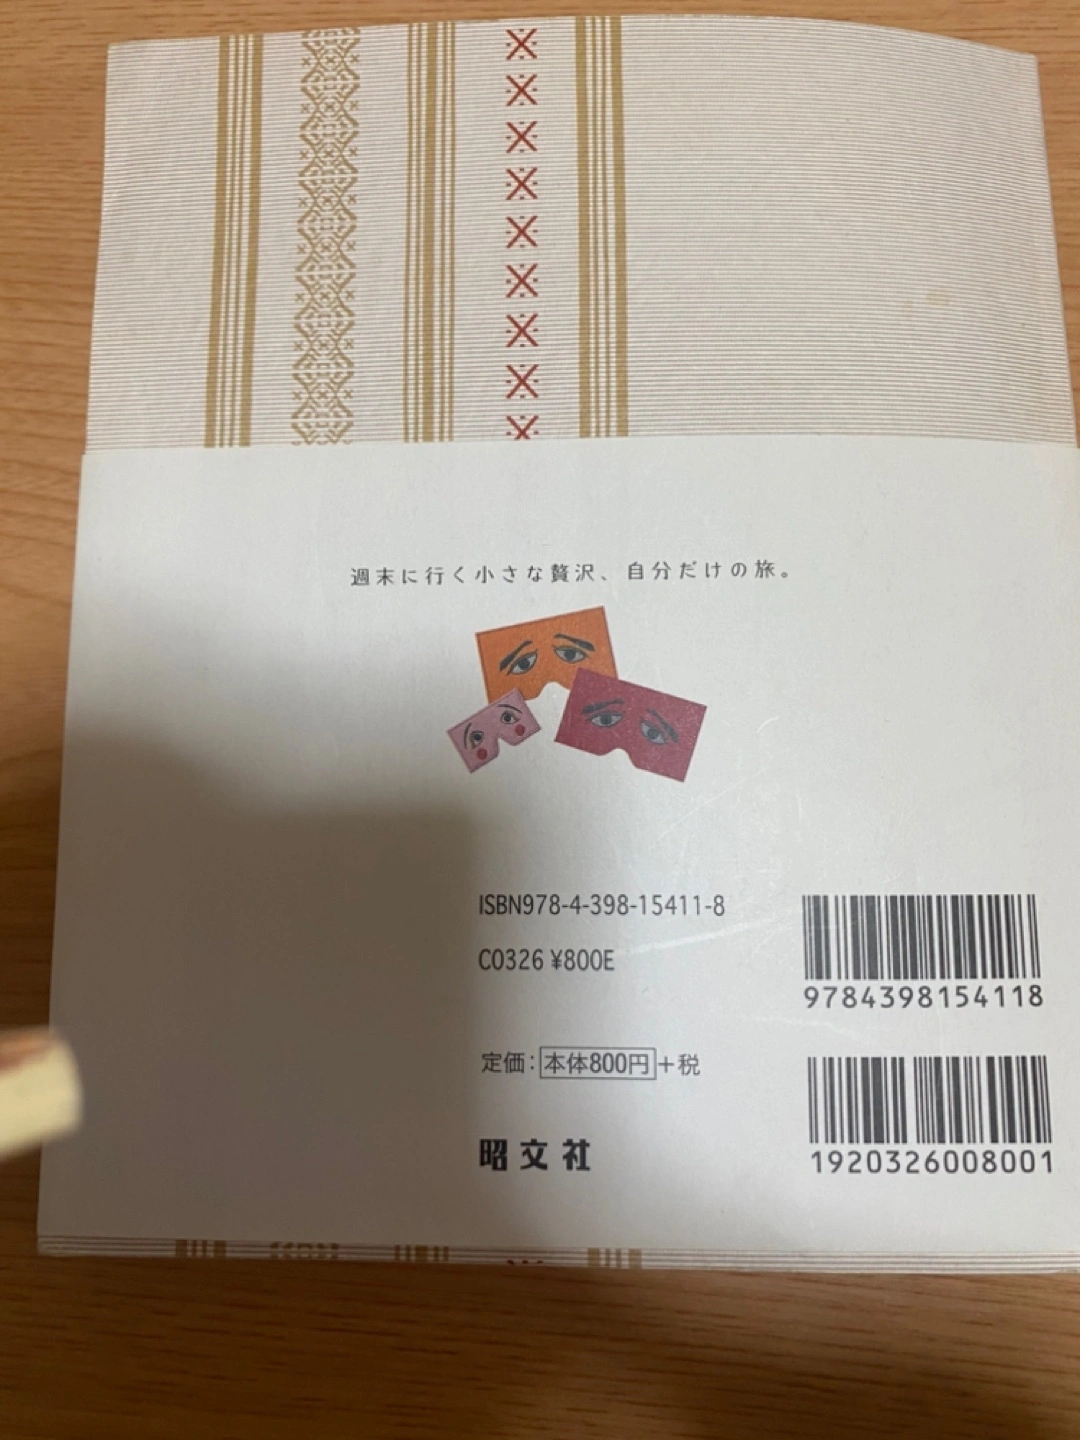 週末に行く小さな贅沢、自分だけの旅。
ISBN978-4-398-15411-8
C0326 ¥800E
9784398154118
定価：本体800円+税
昭文社
1920326008001